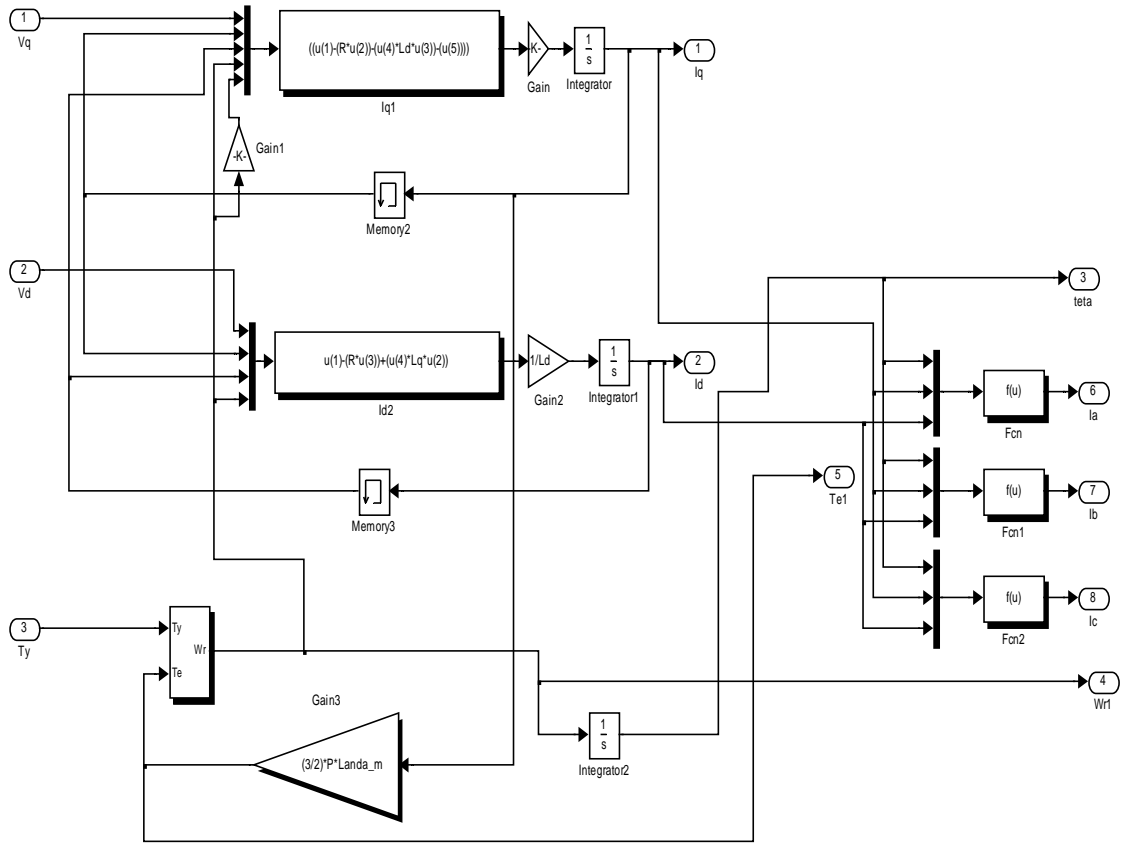 1
Vq
((u(1)-(R*u(2))-(u(4)*Ld*u(3))-(u(5))))
Iq1
K-
Gain
1
s
Integrator
1
Iq
-K-
Gain1
Memory2
2
Vd
u(1)-(R*u(3))+(u(4)*Lq*u(2))
Id2
1/Ld
Gain2
1
s
Integrator1
2
Id
3
teta
f(u)
Fcn
6
Ia
Memory3
5
Te1
f(u)
Fcn1
7
Ib
f(u)
Fcn2
8
Ic
3
Ty
Ty
Wr
Te
4
Wr1
Gain3
(3/2)*P*Landa_m
1
s
Integrator2